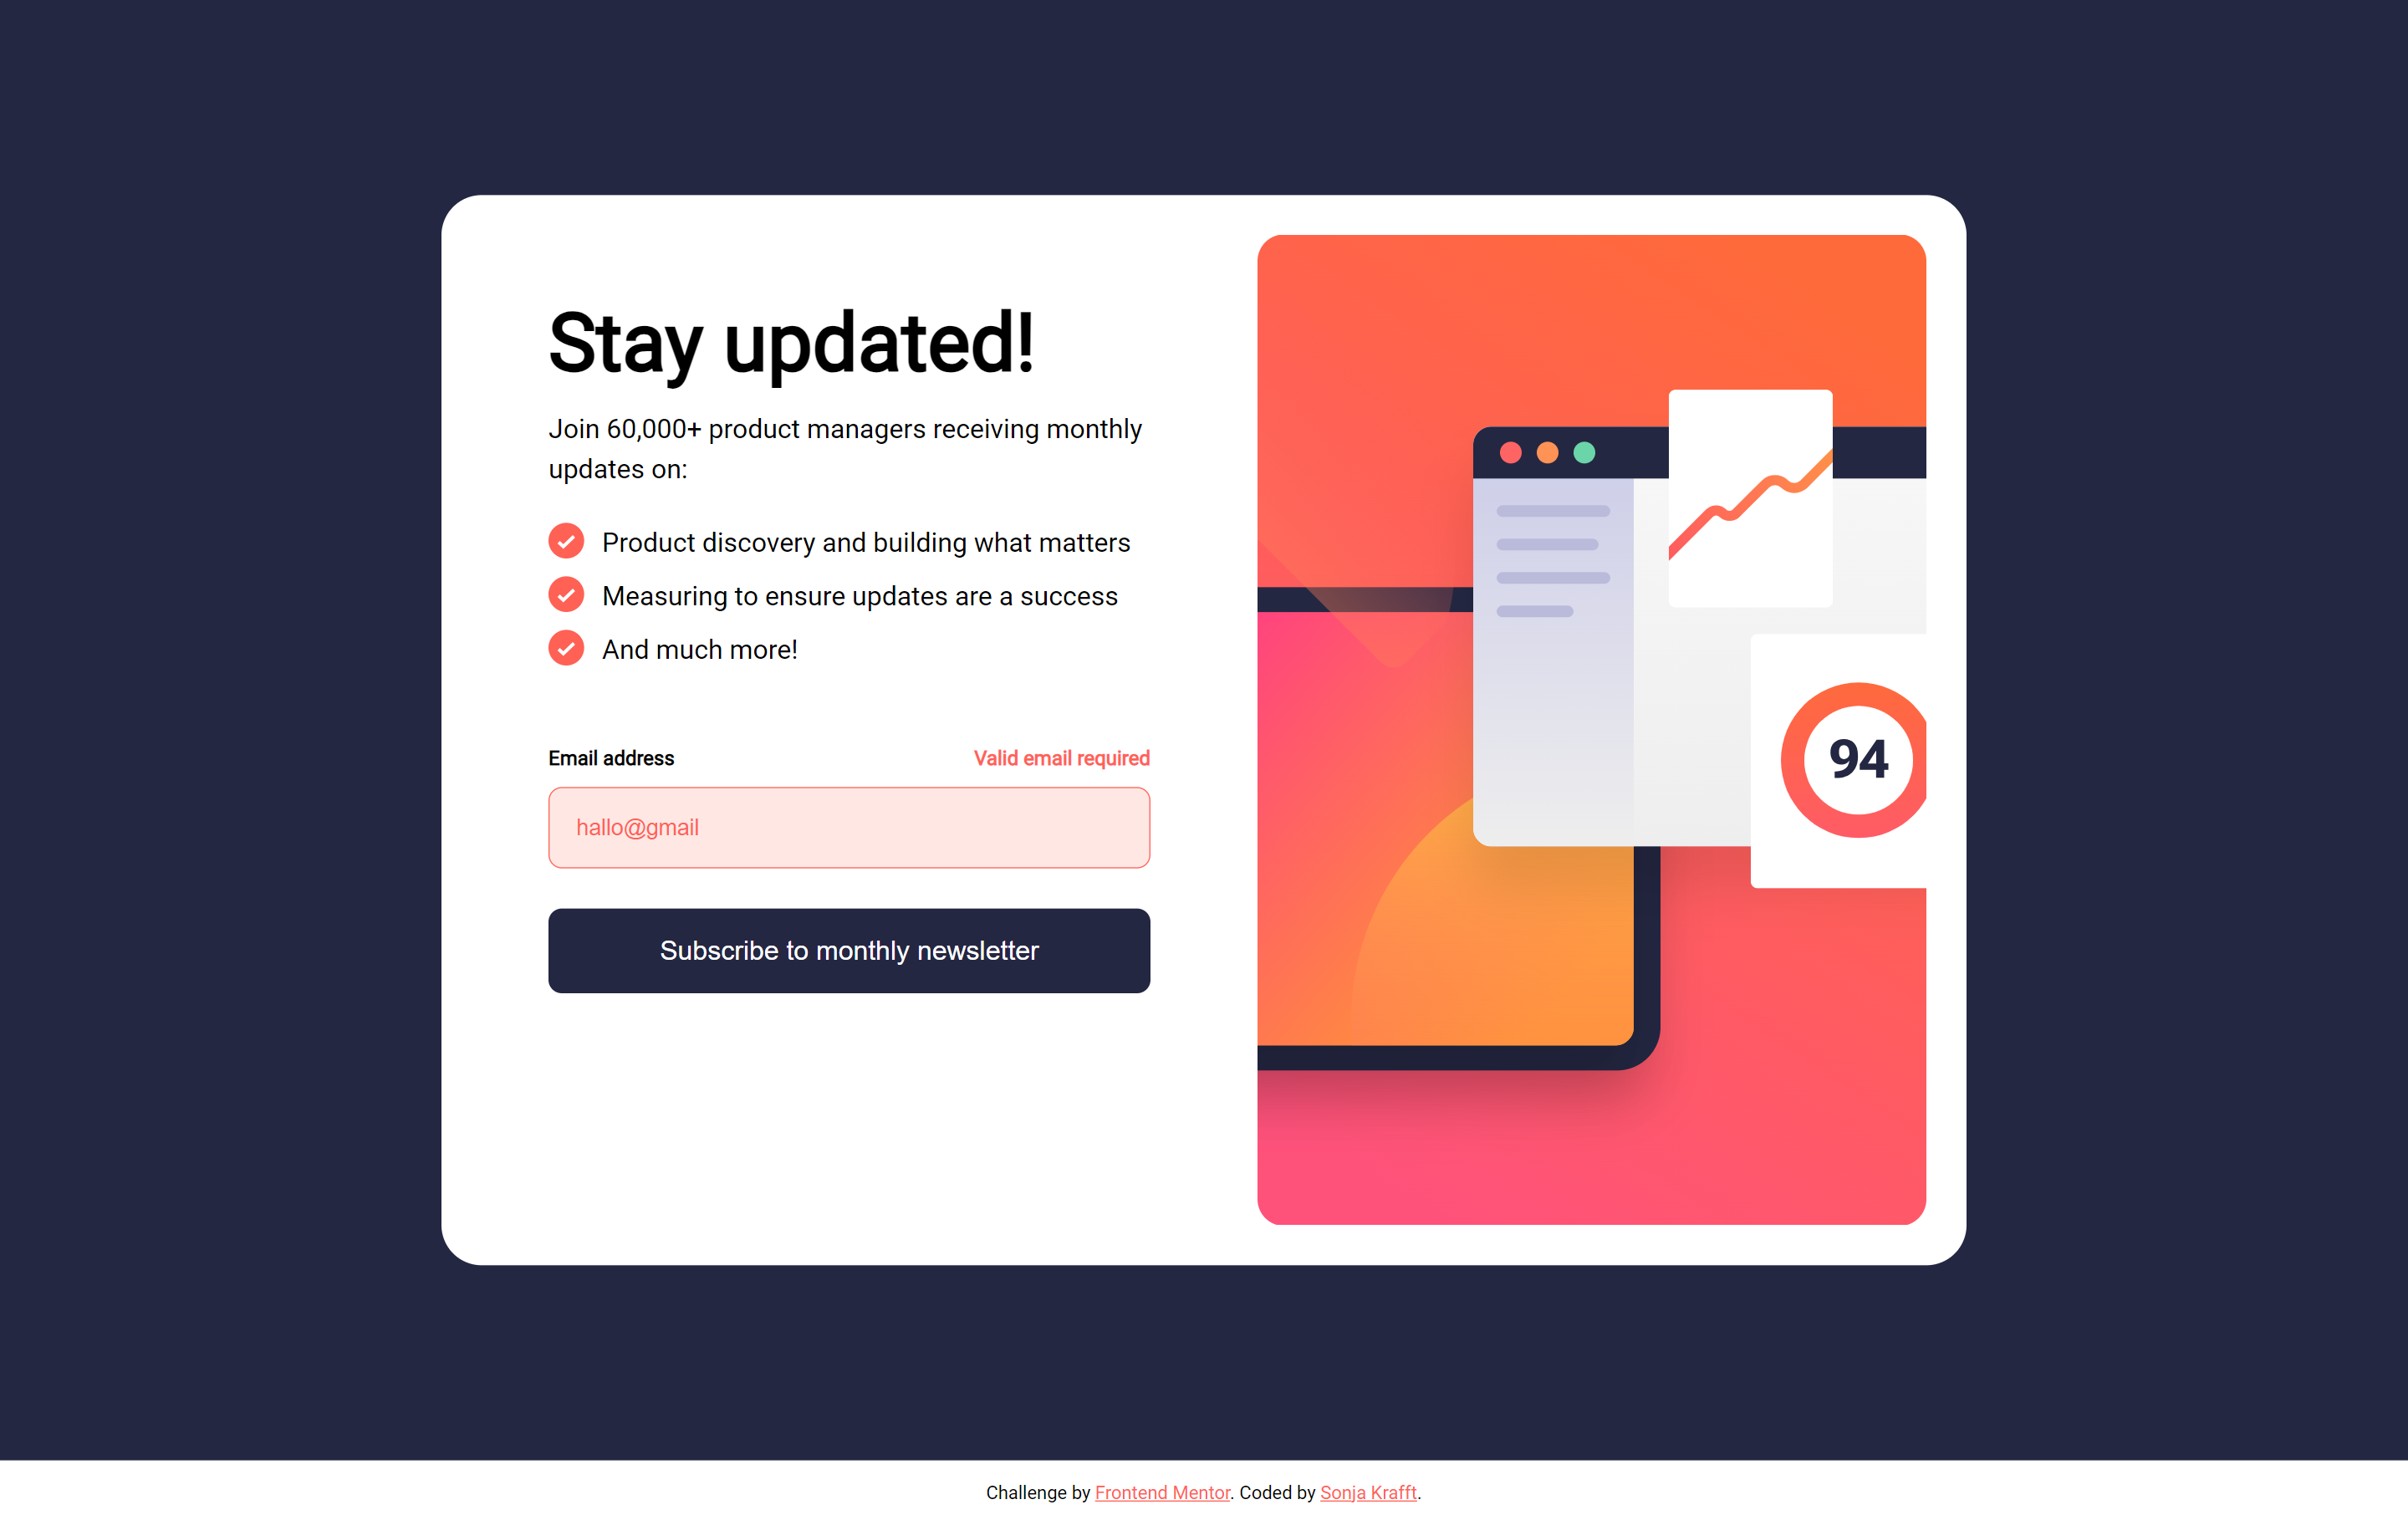 Stay updated!
Join 60,000+ product managers receiving monthly
updates on:
Product discovery and building what matters
Measuring to ensure updates are a success
And much more!
Email address
Valid email required
hallo@gmail
Subscribe to monthly newsletter
94
Challenge by Frontend Mentor. Coded by Sonja Krafft.